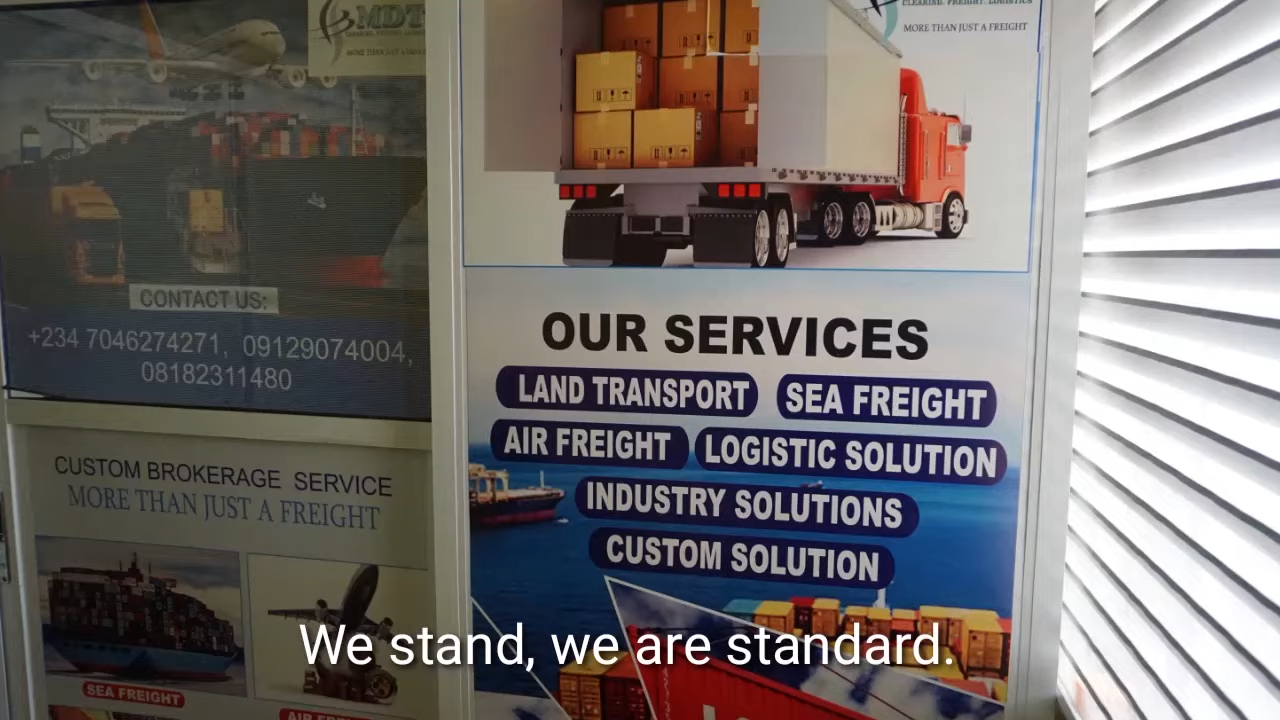 MDT
MORE THAN JUST A
CONTACT US:
+234 7046274271, 09129074004,
08182311480
CUSTOM BROKERAGE SERVICE
MORE THAN JUST A FREIGHT
SEA FREIGHT
CLEARING. FREIGHT. LOGISTICS
MORE THAN JUST A FREIGHT
OUR SERVICES
LAND TRANSPORT
SEA FREIGHT
AIR FREIGHT
LOGISTIC SOLUTION
INDUSTRY SOLUTIONS
CUSTOM SOLUTION
We stand, we are standard.